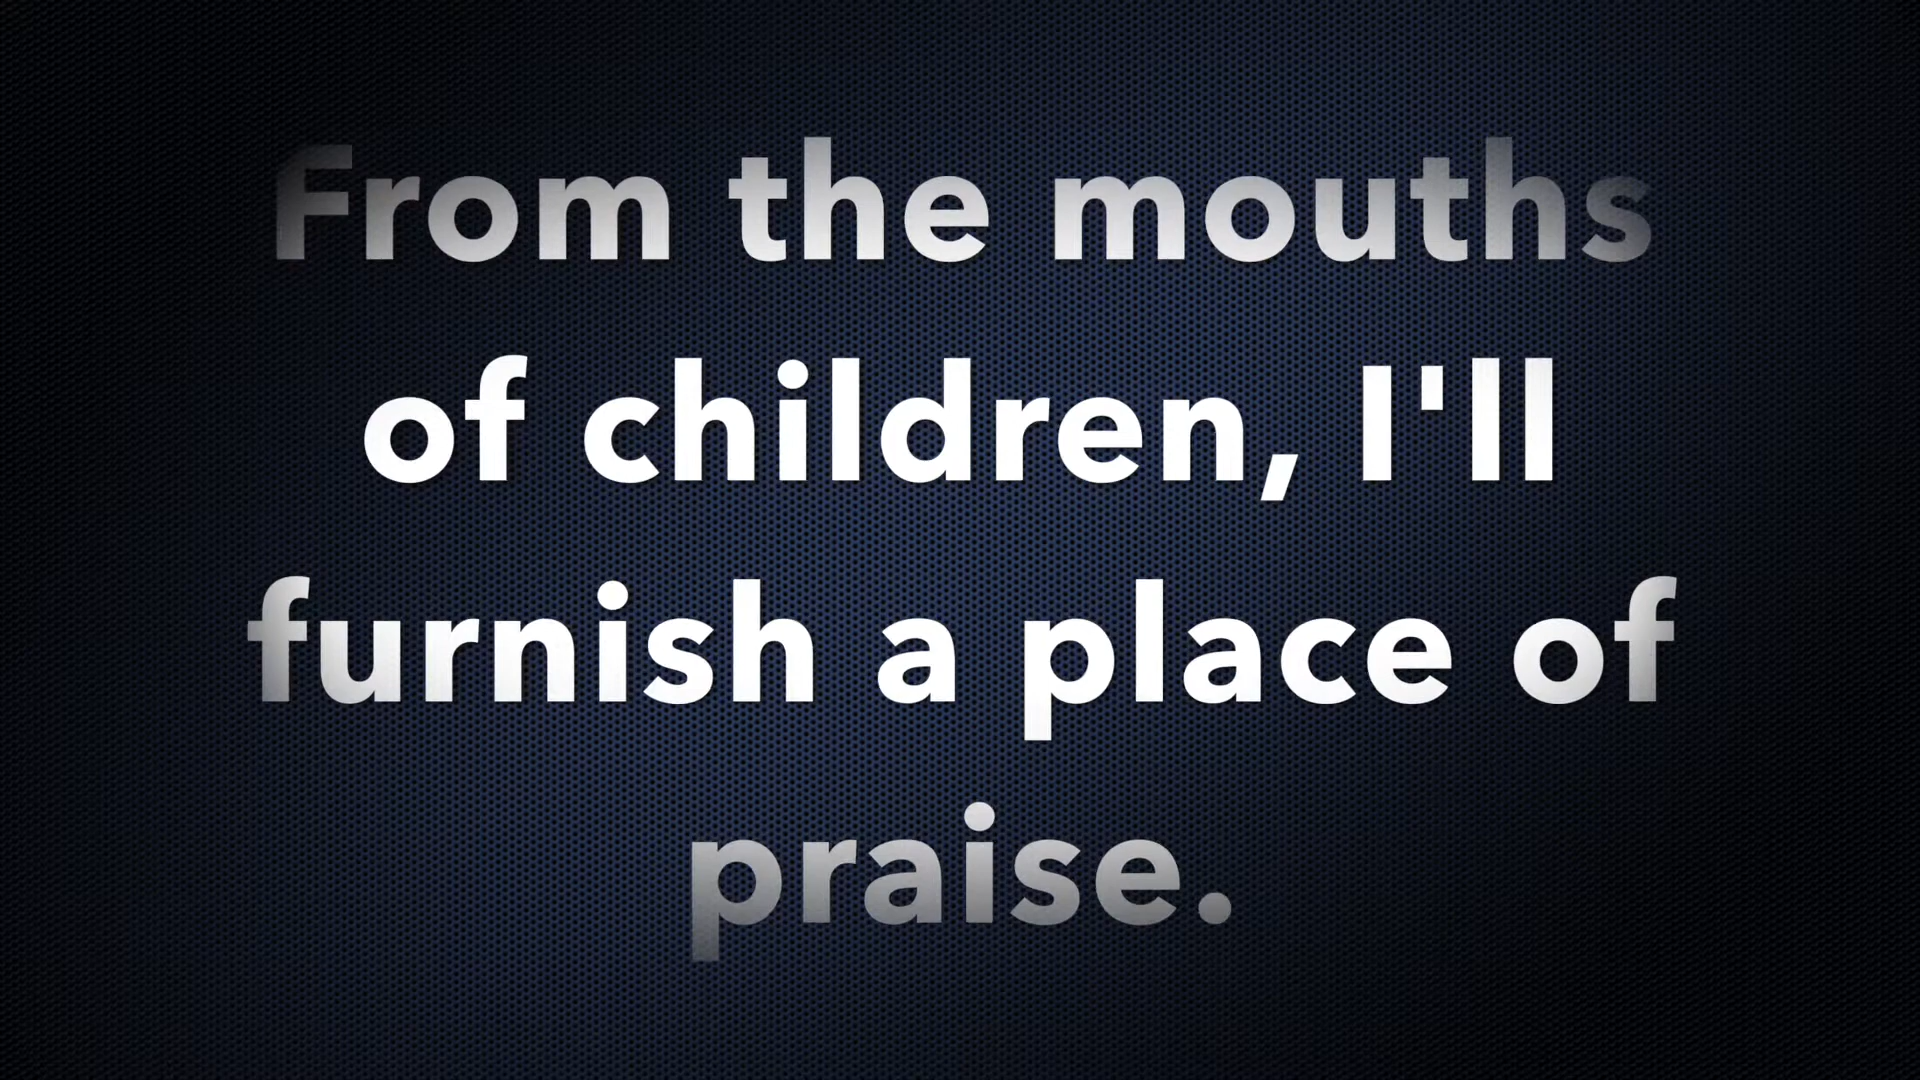 From the mouths
of children, I'll
furnish a place of
praise.